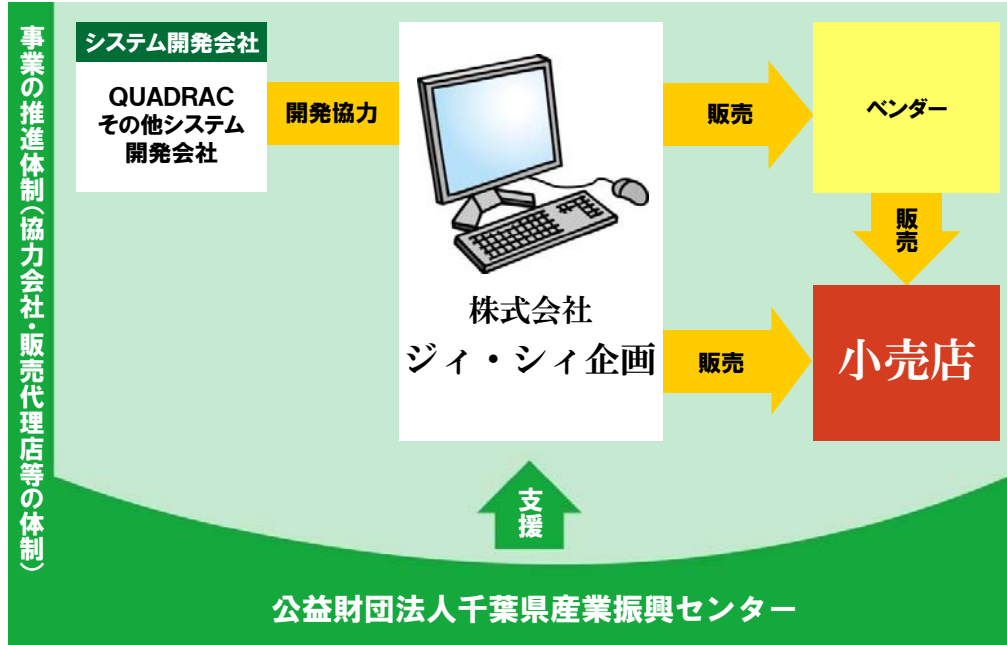 事業の推進体制(協力会社・販売代理店等の体制)
システム開発会社
QUADRAC
その他システム
開発会社
開発協力
株式会社
ジィ・シィ企画
販売
ベンダー
販売
販売
小売店
支援
公益財団法人千葉県産業振興センター